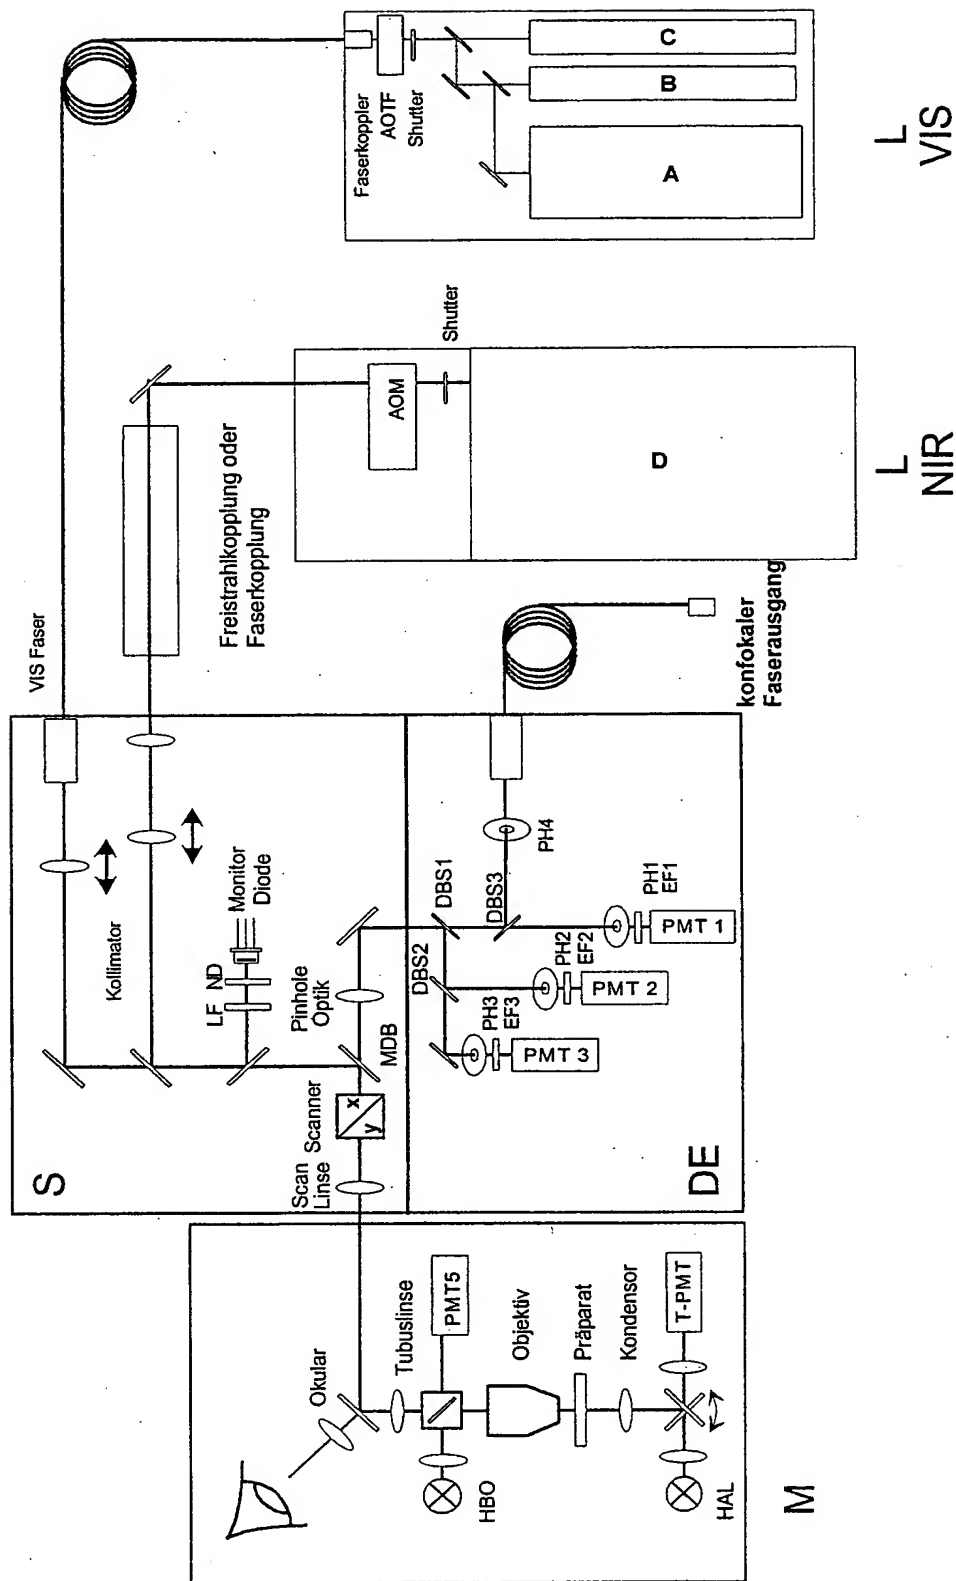 M
HBO
HAL
Okular
Tubuslinse
PMT5
Objektiv
Präparat
Kondensor
T-PMT
S
Scan
Linse
Scanner
y
x
MDB
Pinhole
Optik
LF
ND
Monitor
Diode
Kollimator
VIS Faser
DE
DBS2
DBS1
DBS3
PH3
EF3
PMT 3
PH2
EF2
PMT 2
PH1
EF1
PMT 1
PH4
konfokaler
Faserausgang
Freistrahlkopplung oder
Faserkopplung
AOM
Shutter
D
L
NIR
Faserkoppler
AOTF
Shutter
A
B
C
L
VIS